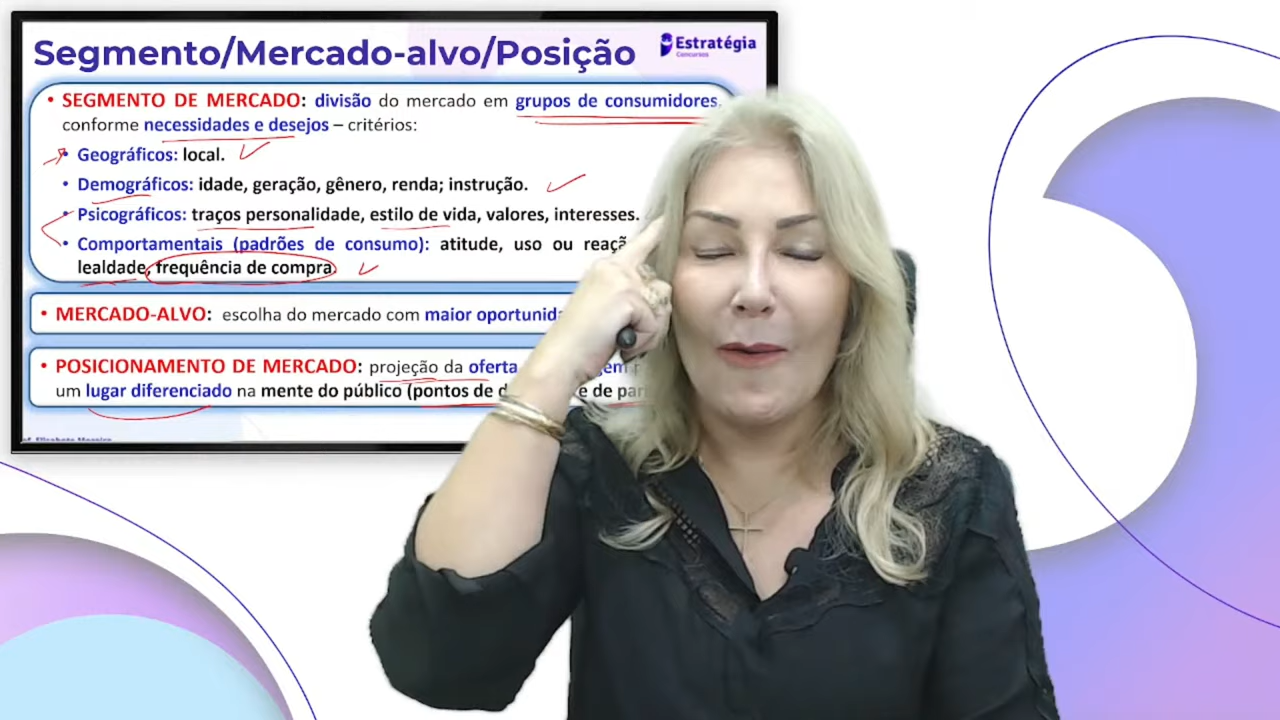 Segmento/Mercado-alvo/Posição
Estratégia
Concursos
• SEGMENTO DE MERCADO: divisão do mercado em grupos de consumidores,
conforme necessidades e desejos – critérios:
• Geográficos: local.
• Demográficos: idade, geração, gênero, renda; instrução.
• Psicográficos: traços personalidade, estilo de vida, valores, interesses.
• Comportamentais (padrões de consumo): atitude, uso ou
lealdade, frequência de compra.
• MERCADO-ALVO: escolha do mercado com maior
• POSICIONAMENTO DE MERCADO: projeção da oferta
um lugar diferenciado na mente do público (pontos de e de